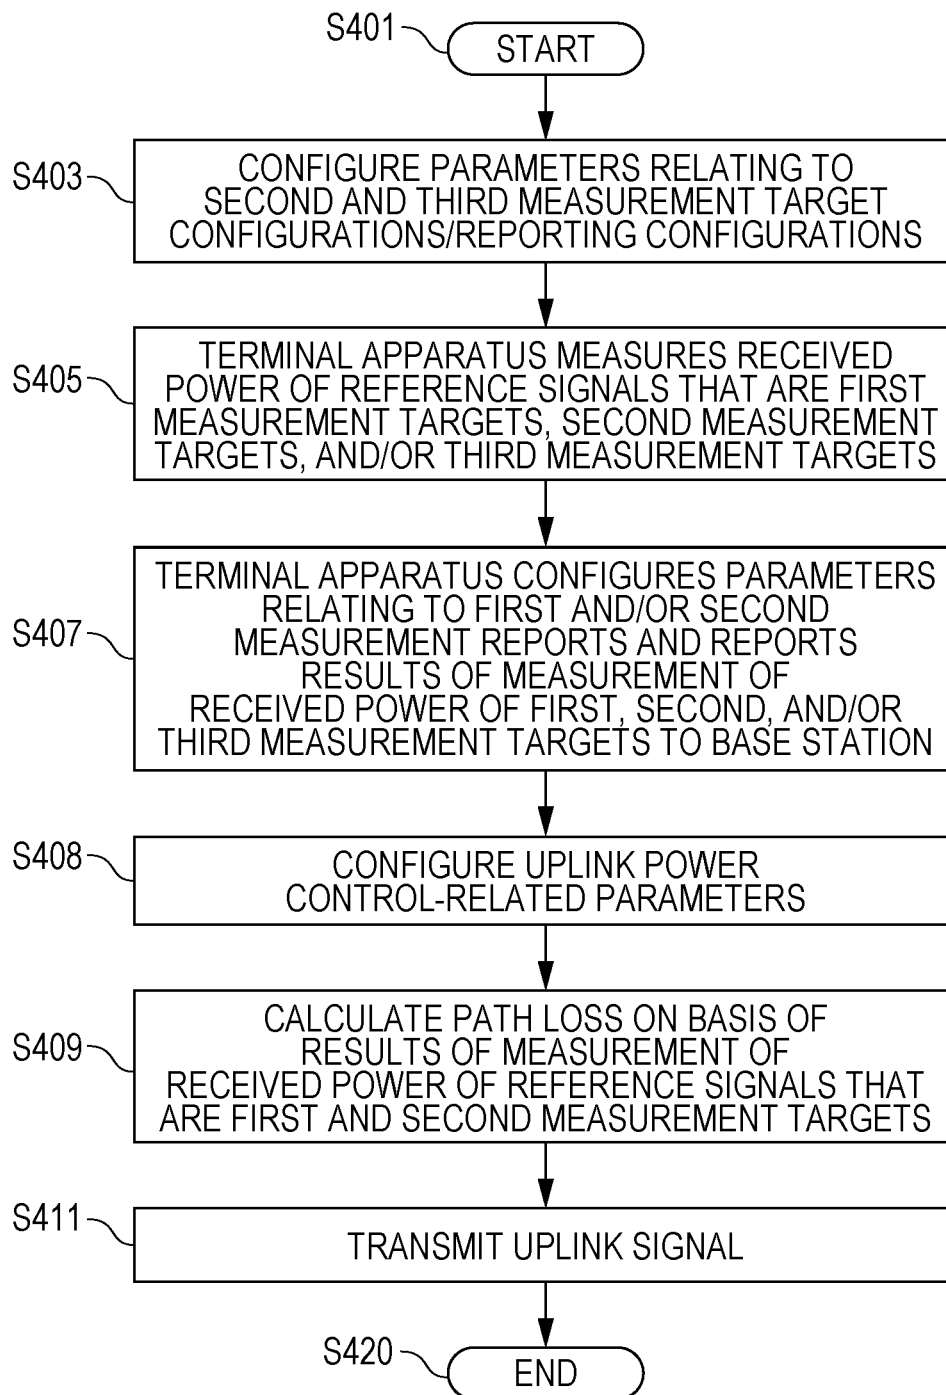 S401
START
S403
CONFIGURE PARAMETERS RELATING TO
SECOND AND THIRD MEASUREMENT TARGET
CONFIGURATIONS/REPORTING CONFIGURATIONS
S405
TERMINAL APPARATUS MEASURES RECEIVED
POWER OF REFERENCE SIGNALS THAT ARE FIRST
MEASUREMENT TARGETS, SECOND MEASUREMENT
TARGETS, AND/OR THIRD MEASUREMENT TARGETS
S407
TERMINAL APPARATUS CONFIGURES PARAMETERS
RELATING TO FIRST AND/OR SECOND
MEASUREMENT REPORTS AND REPORTS
RESULTS OF MEASUREMENT OF
RECEIVED POWER OF FIRST, SECOND, AND/OR
THIRD MEASUREMENT TARGETS TO BASE STATION
S408
CONFIGURE UPLINK POWER
CONTROL-RELATED PARAMETERS
S409
CALCULATE PATH LOSS ON BASIS OF
RESULTS OF MEASUREMENT OF
RECEIVED POWER OF REFERENCE SIGNALS THAT
ARE FIRST AND SECOND MEASUREMENT TARGETS
S411
TRANSMIT UPLINK SIGNAL
S420
END